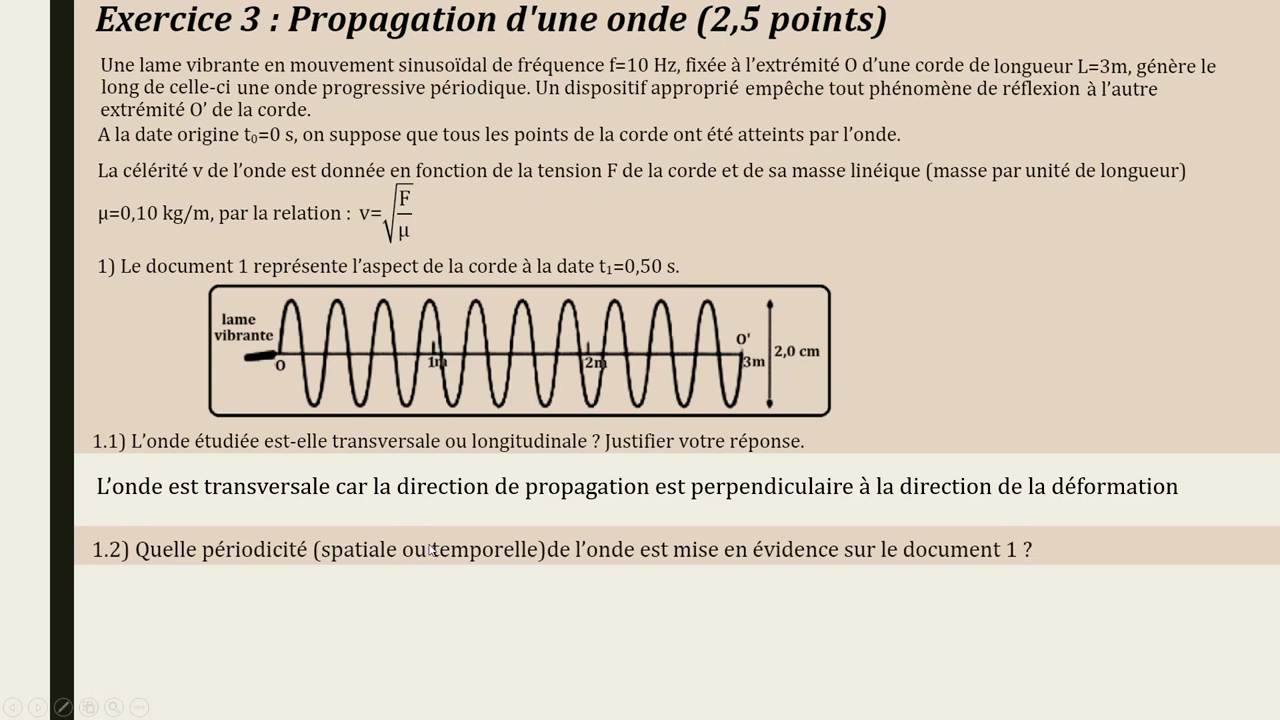 Exercice 3 : Propagation d'une onde (2,5 points)
Une lame vibrante en mouvement sinusoïdal de fréquence f=10 Hz, fixée à l'extrémité O d'une corde de longueur L=3m, génère le
long de celle-ci une onde progressive périodique. Un dispositif approprié empêche tout phénomène de réflexion à l'autre
extrémité O' de la corde.
A la date origine t₀=0 s, on suppose que tous les points de la corde ont été atteints par l'onde.
La célérité v de l'onde est donnée en fonction de la tension F de la corde et de sa masse linéique (masse par unité de longueur)
μ=0,10 kg/m, par la relation : v=√(F/μ)
1) Le document 1 représente l'aspect de la corde à la date t₁=0,50 s.
lame
vibrante
O
1m
2m
O'
3m
2,0 cm
1.1) L'onde étudiée est-elle transversale ou longitudinale ? Justifier votre réponse.
L'onde est transversale car la direction de propagation est perpendiculaire à la direction de la déformation
1.2) Quelle périodicité (spatiale ou temporelle)de l'onde est mise en évidence sur le document 1 ?